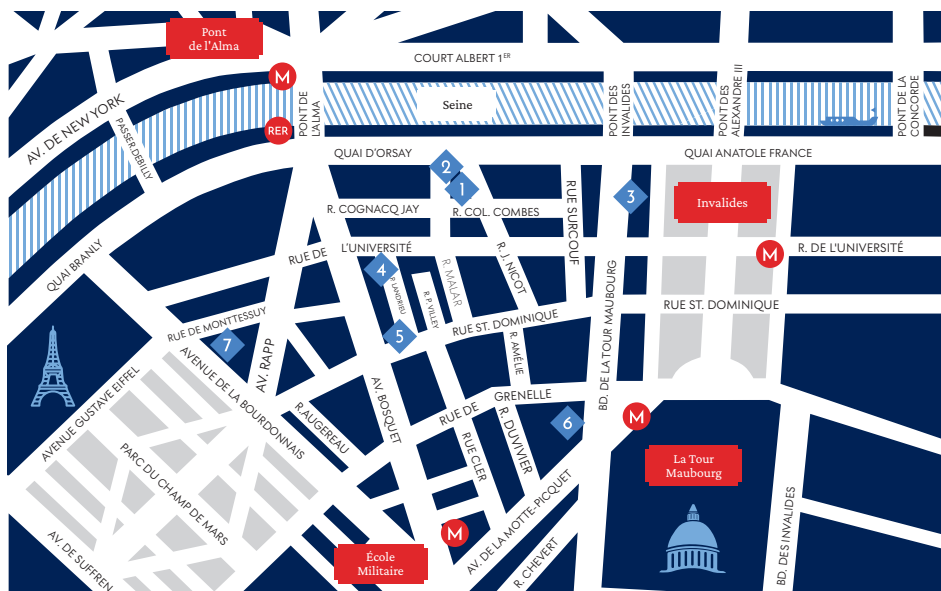 Pont
de l'Alma
COURT ALBERT 1ER
M
Seine
AV. DE NEW YORK
PASSER.DEBILLY
RER
PONT DE
L'ALMA
PONT DES
INVALIDES
PONT DES
ALEXANDRE III
PONT DE LA
CONCORDE
QUAI D'ORSAY
QUAI ANATOLE FRANCE
2
1
3
Invalides
R. COGNACQ JAY
R. COL. COMBES
RUE SURCOUF
QUAI BRANLY
RUE DE
L'UNIVERSITÉ
M
R. DE L'UNIVERSITÉ
4
R. LANDRIEU
R.P. VILLEY
R. MALAR
R. J. NICOT
BD. DE LA TOUR MAUBOURG
RUE ST. DOMINIQUE
RUE DE MONTTESSUY
7
5
RUE ST. DOMINIQUE
R. AMÉLIE
AV. RAPP
AVENUE DE LA BOURDONNAIS
AVENUE GUSTAVE EIFFEL
AV. BOSQUET
R.AUGEREAU
RUE DE
GRENELLE
6
M
RUE CLER
R. DUVIVIER
La Tour
Maubourg
PARC DU CHAMP DE MARS
AV. DE SUFFREN
M
École
Militaire
AV. DE LA MOTTE-PICQUET
R. CHEVERT
BD. DES INVALIDES